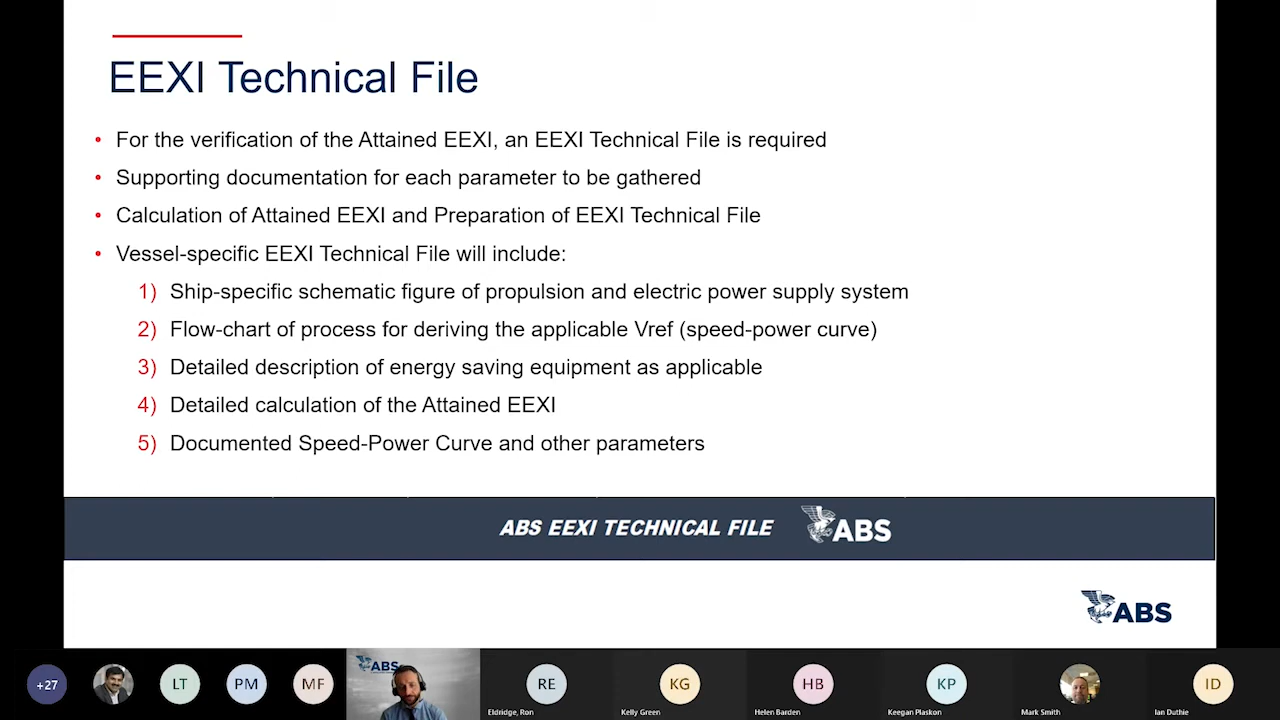 EEXI Technical File
• For the verification of the Attained EEXI, an EEXI Technical File is required
• Supporting documentation for each parameter to be gathered
• Calculation of Attained EEXI and Preparation of EEXI Technical File
• Vessel-specific EEXI Technical File will include:
1) Ship-specific schematic figure of propulsion and electric power supply system
2) Flow-chart of process for deriving the applicable Vref (speed-power curve)
3) Detailed description of energy saving equipment as applicable
4) Detailed calculation of the Attained EEXI
5) Documented Speed-Power Curve and other parameters
ABS EEXI TECHNICAL FILE ABS
ABS
+27 LT PM MF ABS RE KG HB KP ID
Eldridge, Ron Kelly Green Helen Barden Keegan Plaskon Mark Smith Ian Duthie